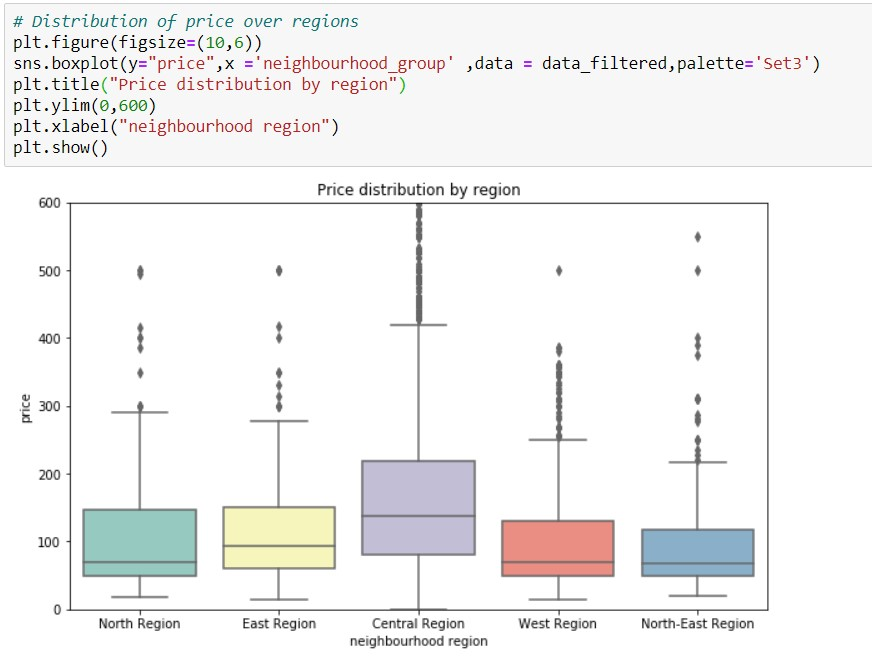 # Distribution of price over regions
plt.figure(figsize=(10,6))
sns.boxplot(y="price",x ='neighbourhood_group' ,data = data_filtered,palette='Set3')
plt.title("Price distribution by region")
plt.ylim(0,600)
plt.xlabel("neighbourhood region")
plt.show()
Price distribution by region
600
500
400
300
200
100
0
price
North Region East Region Central Region West Region North-East Region
neighbourhood region